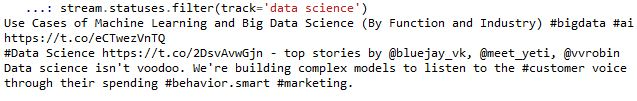 ...: stream.statuses.filter(track='data science')
Use Cases of Machine Learning and Big Data Science (By Function and Industry) #bigdata #ai
https://t.co/eCTwezVnTQ
#Data Science https://t.co/2DsvAvwGjn - top stories by @bluejay_vk, @meet_yeti, @vvrobin
Data science isn't voodoo. We're building complex models to listen to the #customer voice
through their spending #behavior.smart #marketing.